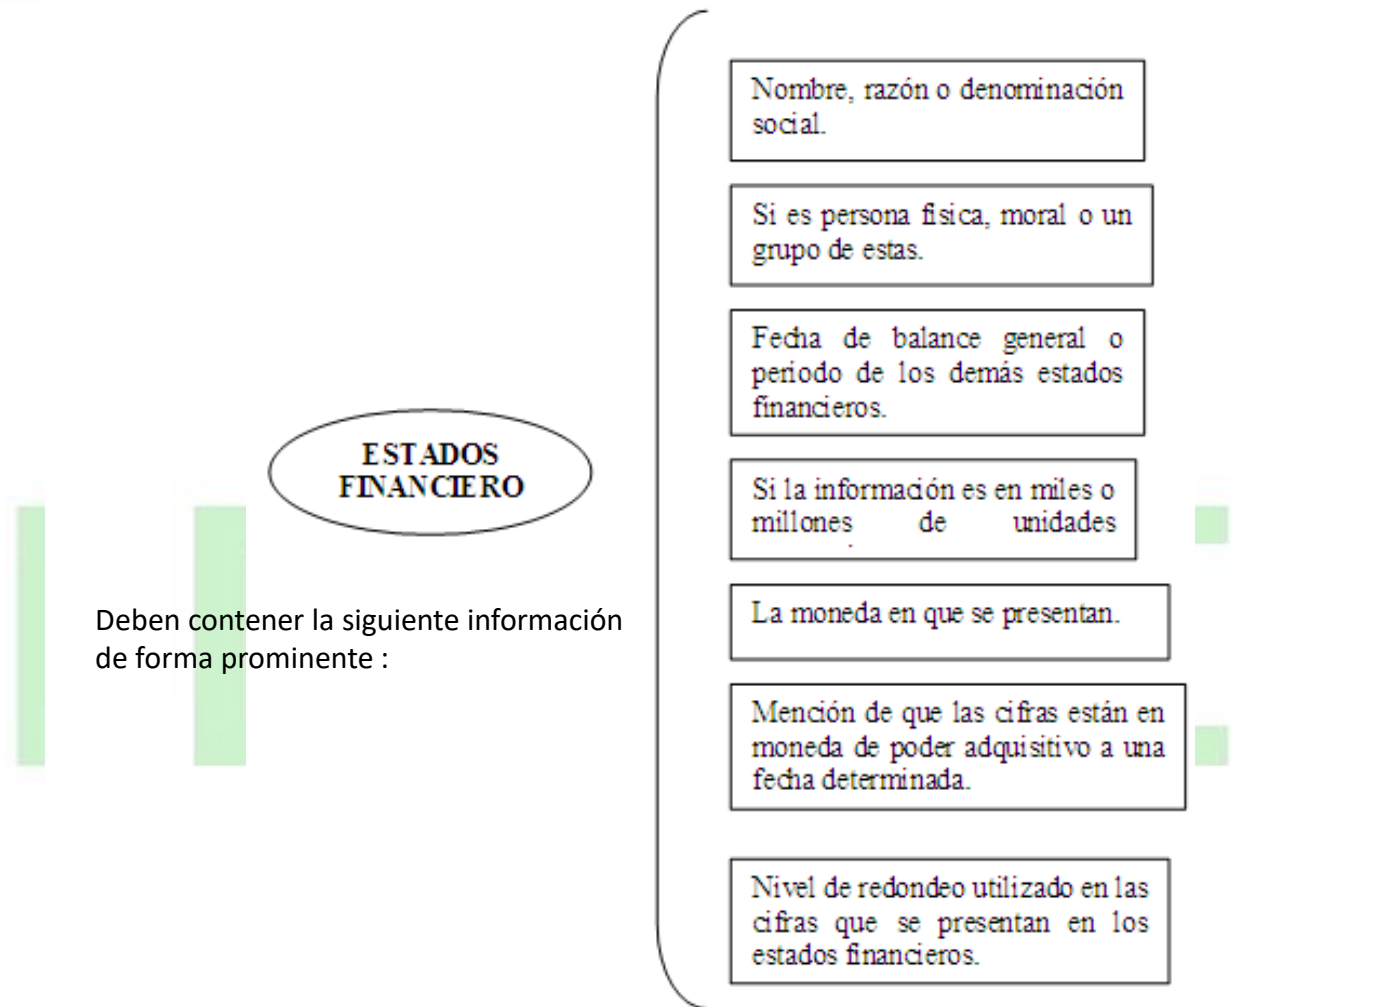 ESTADOS
FINANCIERO
Deben contener la siguiente información
de forma prominente :
Nombre, razón o denominación
social.
Si es persona física, moral o un
grupo de estas.
Fecha de balance general o
periodo de los demás estados
financieros.
Si la información es en miles o
millones de unidades
La moneda en que se presentan.
Mención de que las cifras están en
moneda de poder adquisitivo a una
fecha determinada.
Nivel de redondeo utilizado en las
cifras que se presentan en los
estados financieros.